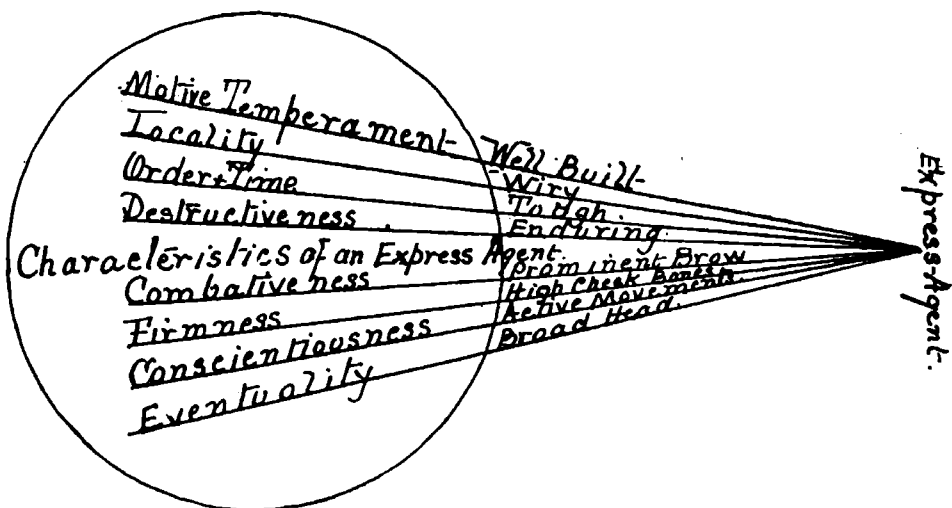 Motive Temperament
Locality
Order + Time
Destructiveness.
Characteristics of an Express Agent.
Combativeness
Firmness
Conscientiousness
Eventuality
Well Built
Wiry
Tough.
Enduring.
Prominent Brow
High Cheek Bones
Active Movements
Broad Head.
Express-Agent.